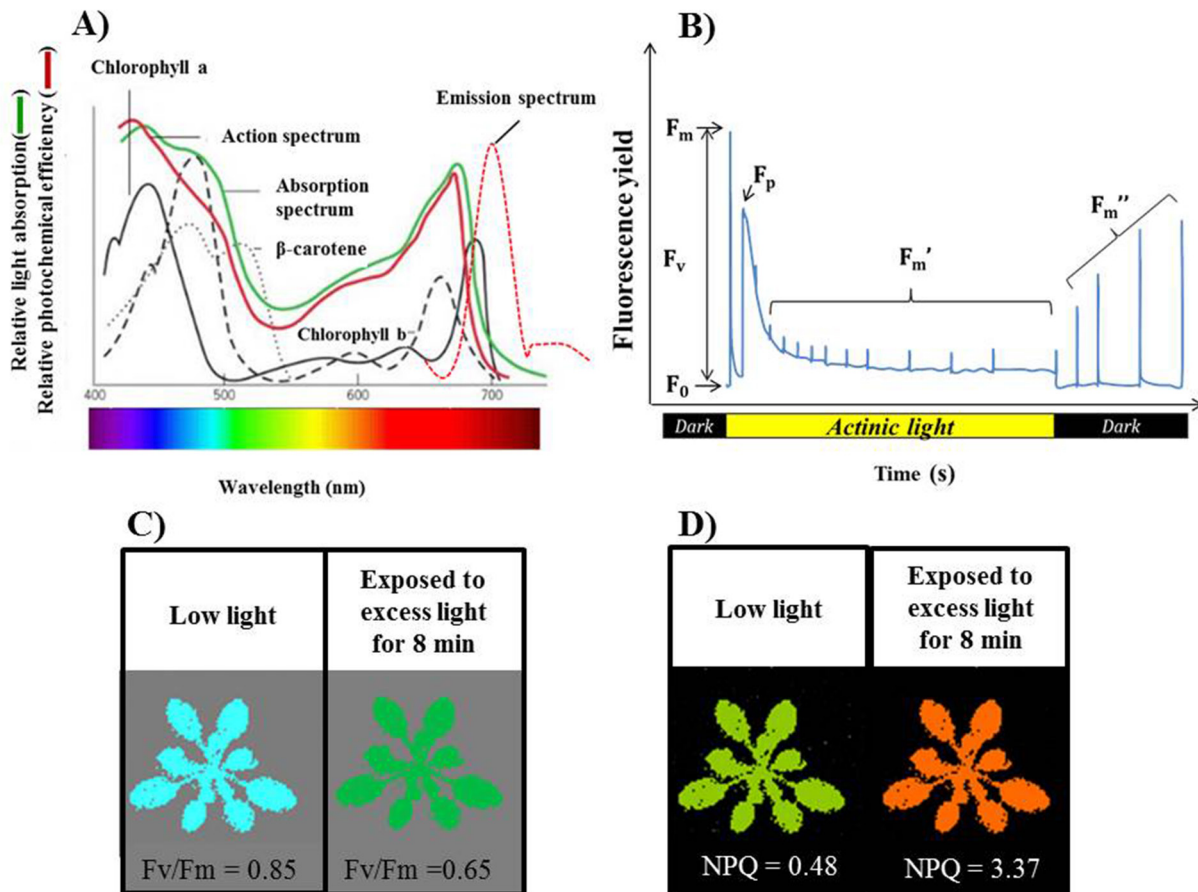 A)
Relative light absorption(—)
Relative photochemical efficiency (—)
Chlorophyll a
Action spectrum
Absorption
spectrum
β-carotene
Chlorophyll b
Emission spectrum
400
500
600
700
Wavelength (nm)
B)
Fluorescence yield
Fm
Fp
Fv
F0
Fm'
Fm''
Dark
Actinic light
Dark
Time (s)
C)
Low light
Exposed to
excess light
for 8 min
Fv/Fm = 0.85
Fv/Fm = 0.65
D)
Low light
Exposed to
excess light
for 8 min
NPQ = 0.48
NPQ = 3.37